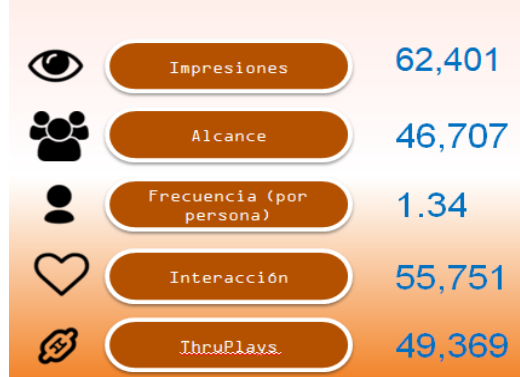 Impresiones 62,401
Alcance 46,707
Frecuencia (por
persona) 1.34
Interacción 55,751
ThruPlays 49,369